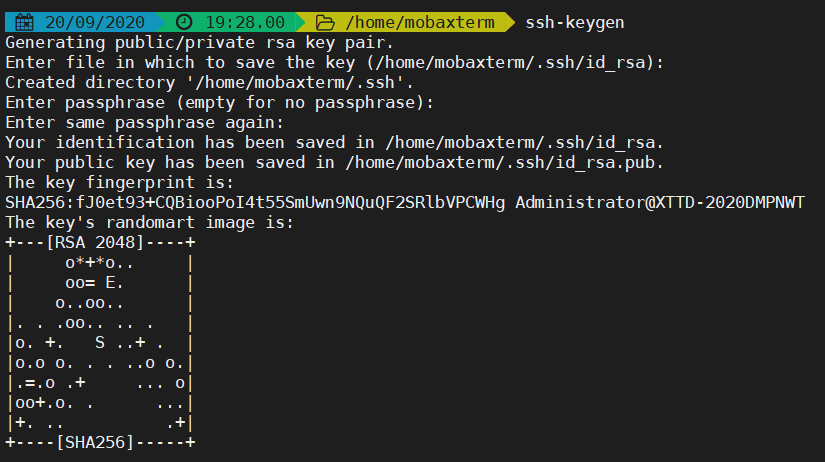 20/09/2020 19:28.00 /home/mobaxterm ssh-keygen
Generating public/private rsa key pair.
Enter file in which to save the key (/home/mobaxterm/.ssh/id_rsa):
Created directory '/home/mobaxterm/.ssh'.
Enter passphrase (empty for no passphrase):
Enter same passphrase again:
Your identification has been saved in /home/mobaxterm/.ssh/id_rsa.
Your public key has been saved in /home/mobaxterm/.ssh/id_rsa.pub.
The key fingerprint is:
SHA256:fJ0et93+CQBiooPoI4t55SmUwn9NQuQF2SRlbVPCWHg Administrator@XTTD-2020DMPNWT
The key's randomart image is:
+---[RSA 2048]----+
|     o*+*o..     |
|     oo= E.      |
|    o..oo..      |
|. . .oo.. .. .   |
|o. +.   S ..+ .  |
|o.o o. . . ..o o.|
|.=.o .+     ... o|
|oo+.o. .      ...|
|+. ..          .+|
+----[SHA256]-----+